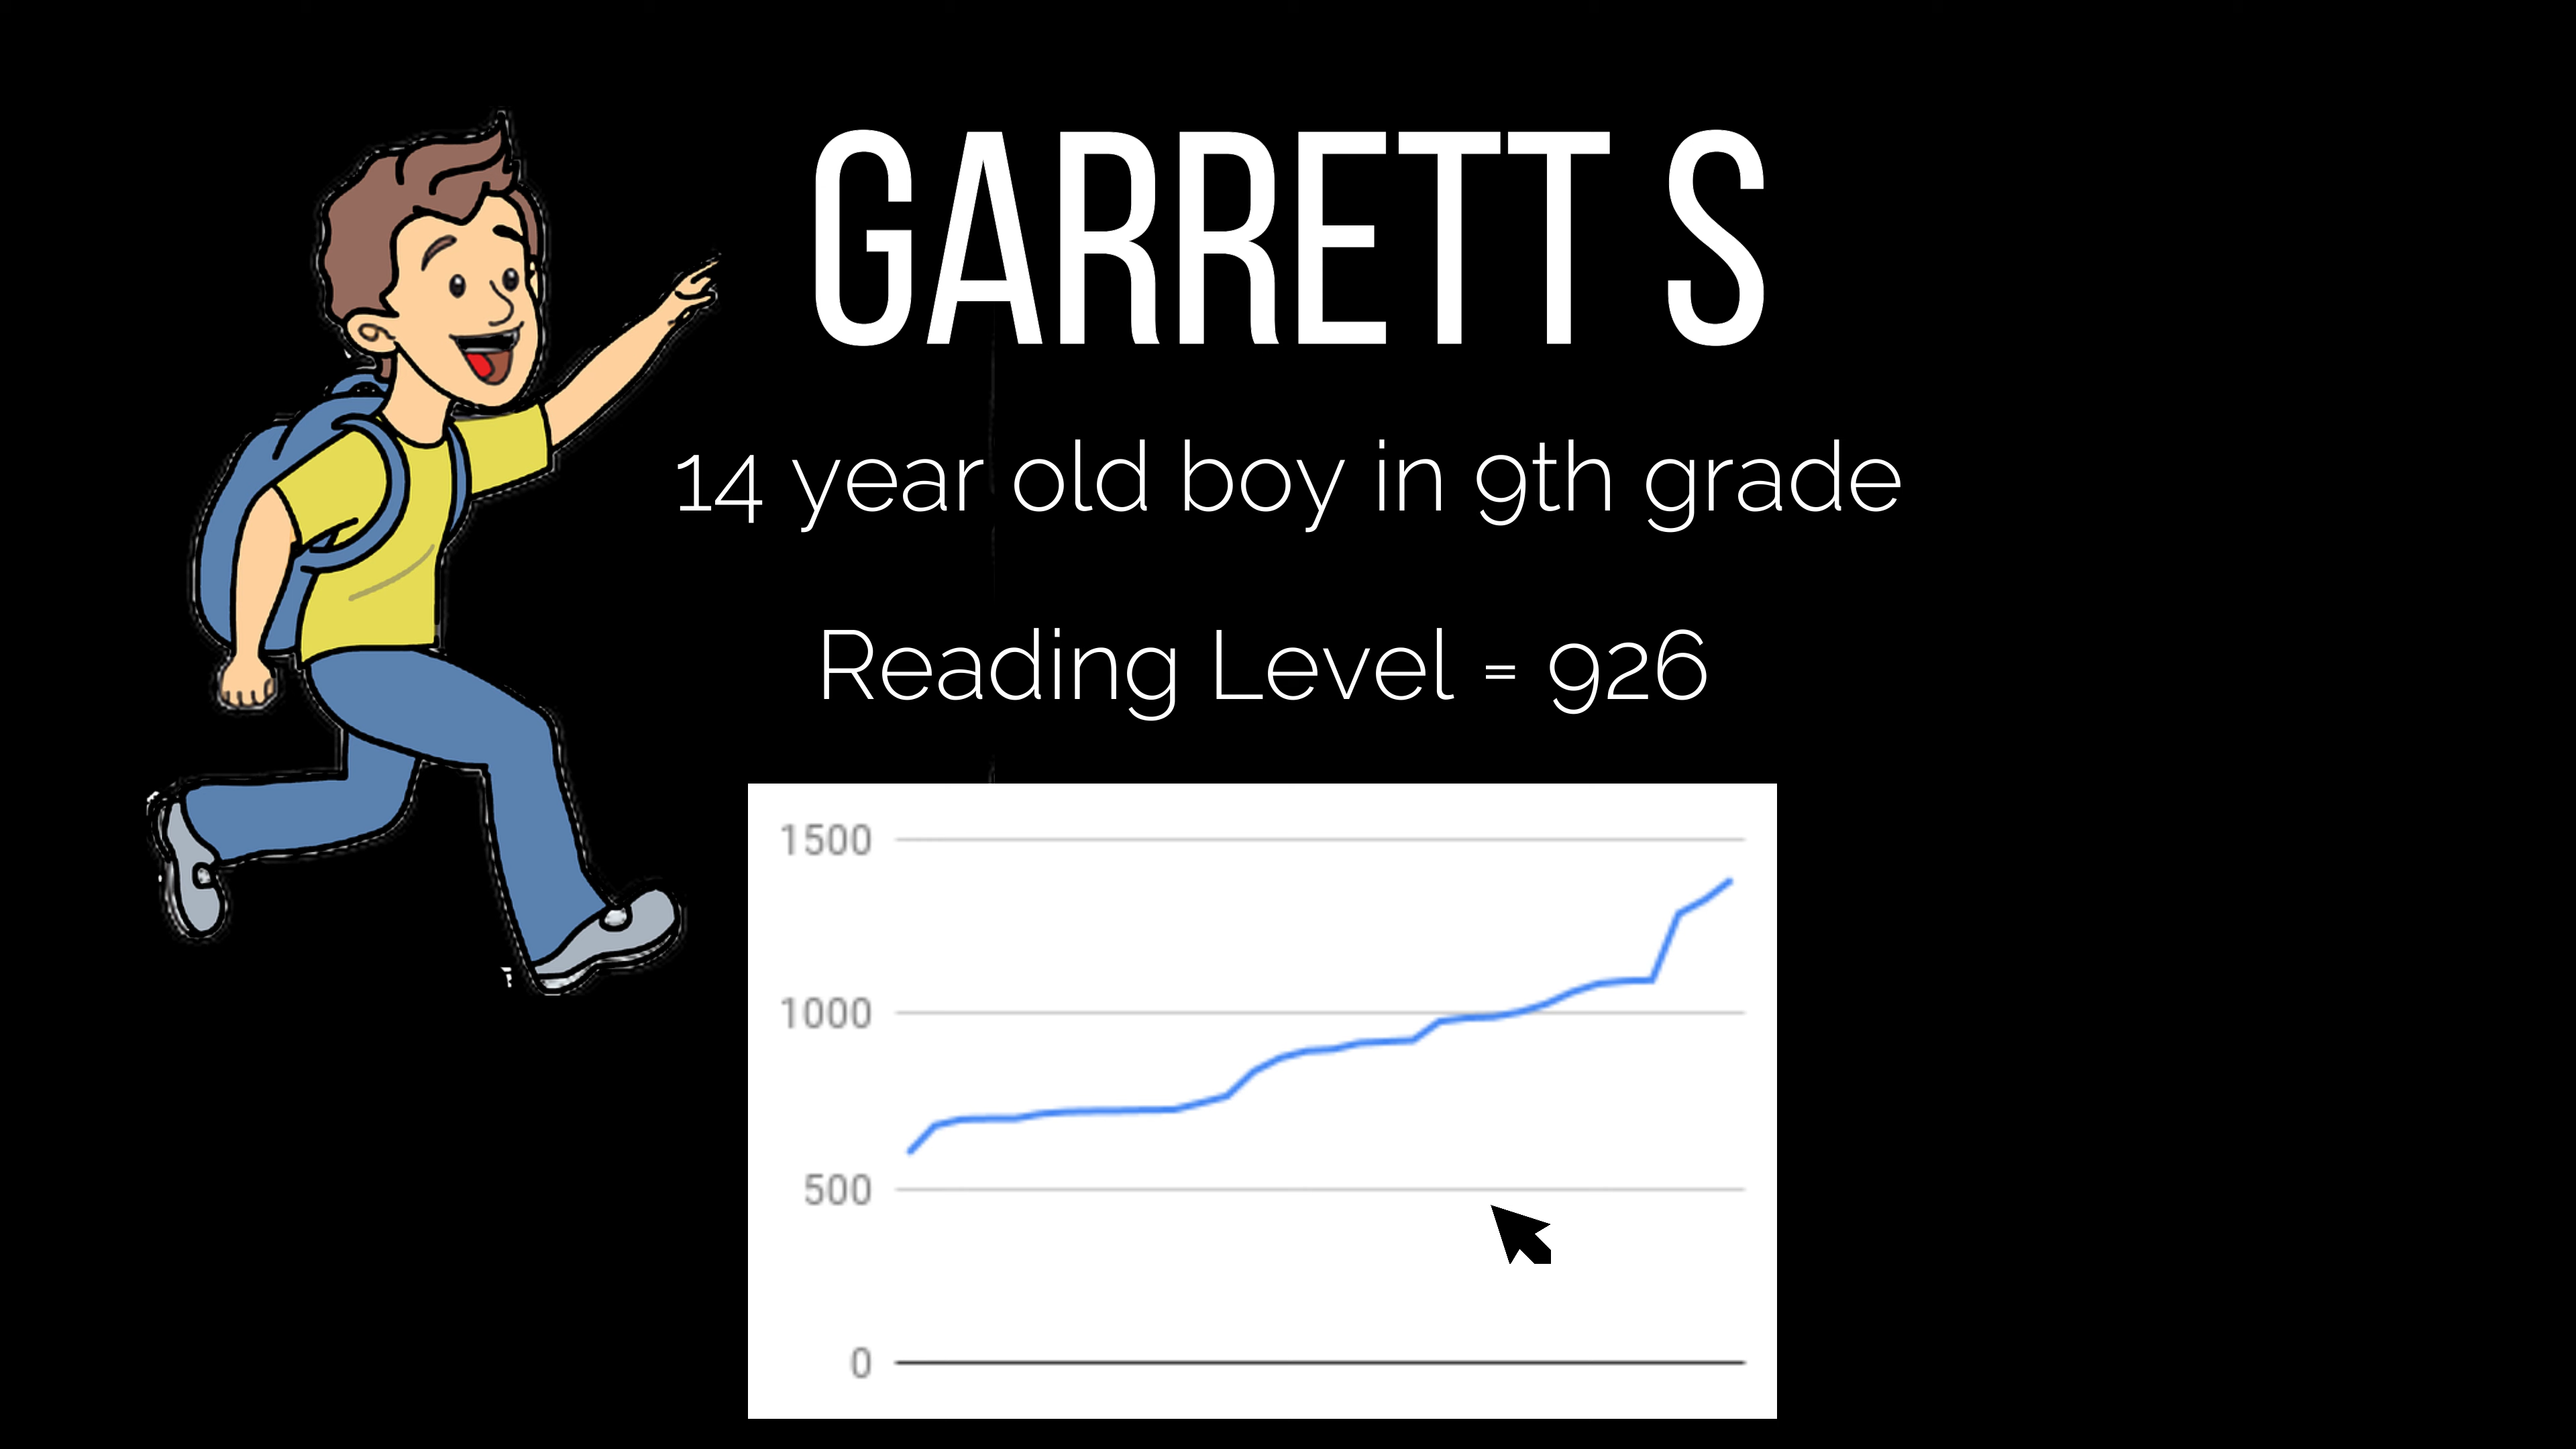 GARRETT S
14 year old boy in 9th grade
Reading Level = 926
1500
1000
500
0